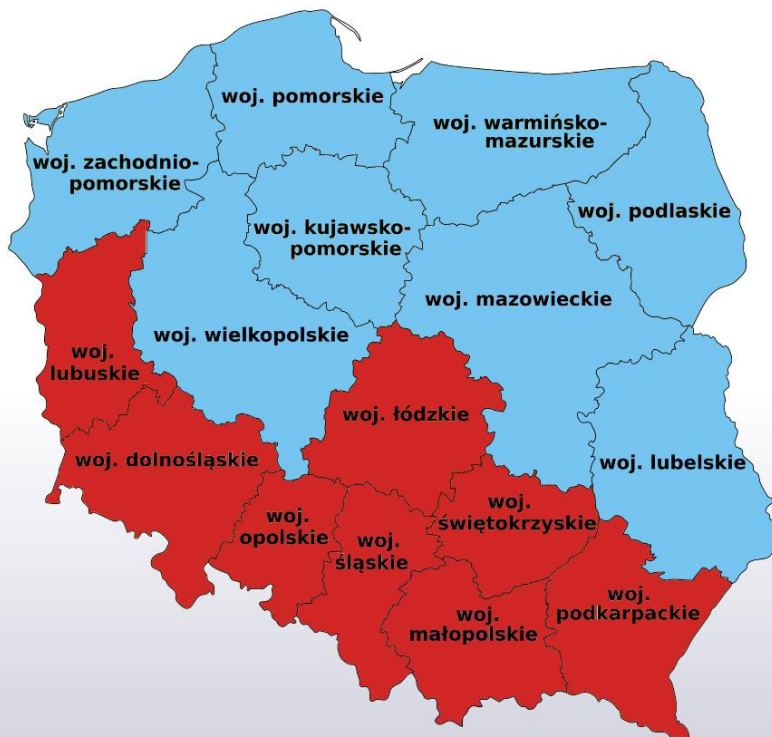 woj. pomorskie
woj. warmińsko-
mazurskie
woj. zachodnio-
pomorskie
woj. podlaskie
woj. kujawsko-
pomorskie
woj. mazowieckie
woj. wielkopolskie
woj.
lubuskie
woj. łódzkie
woj. dolnośląskie
woj. lubelskie
woj.
świętokrzyskie
woj.
opolskie
woj.
śląskie
woj.
podkarpackie
woj.
małopolskie